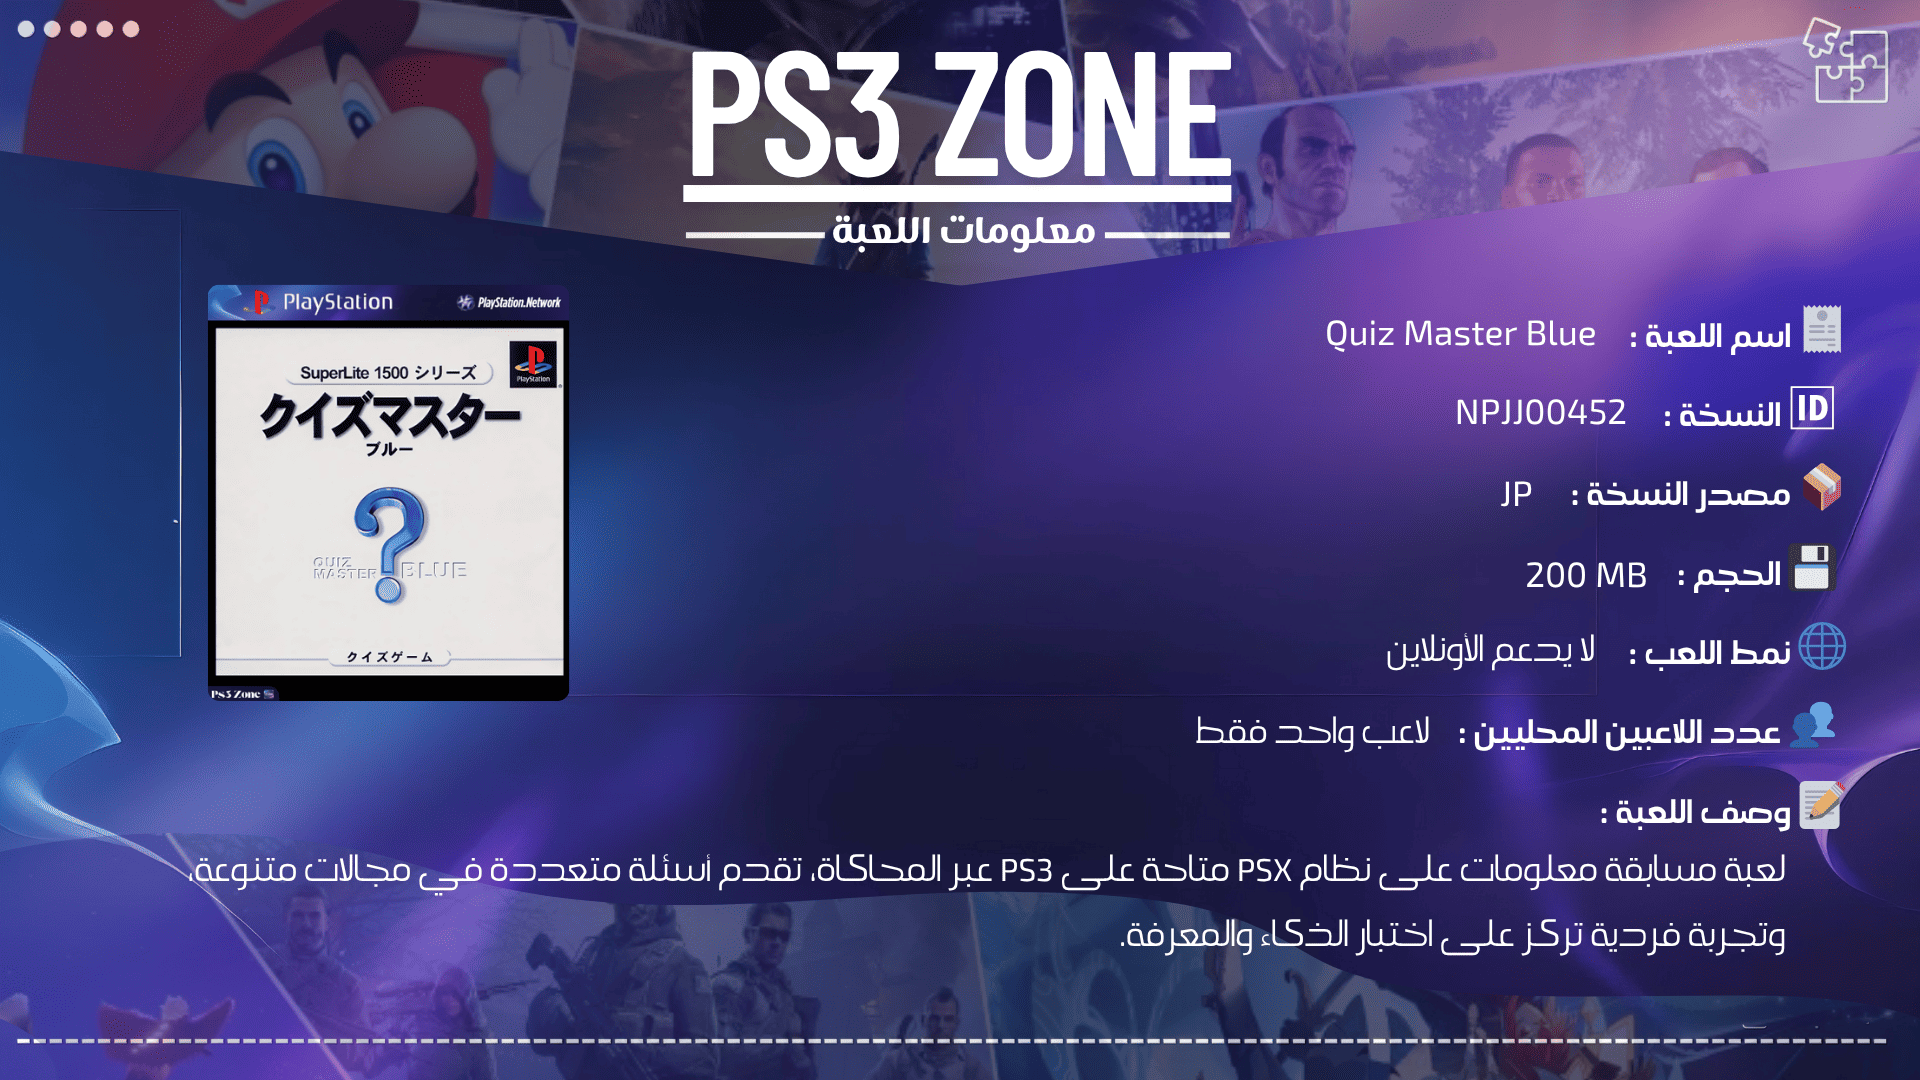 PS3 ZONE
معلومات اللعبة
PlayStation
PlayStation.Network
SuperLite 1500 シリーズ
PlayStation
クイズマスター
ブルー
QUIZ
MASTER BLUE
クイズゲーム
Ps3 Zone
اسم اللعبة : Quiz Master Blue
ID النسخة : NPJJ00452
مصدر النسخة : JP
الحجم : 200 MB
نمط اللعب : لا يدعم الأونلاين
عدد اللاعبين المحليين : لاعب واحد فقط
وصف اللعبة :
لعبة مسابقة معلومات على نظام PSX متاحة على PS3 عبر المحاكاة، تقدم أسئلة متعددة في مجالات متنوعة،
وتجربة فردية تركز على اختبار الذكاء والمعرفة.